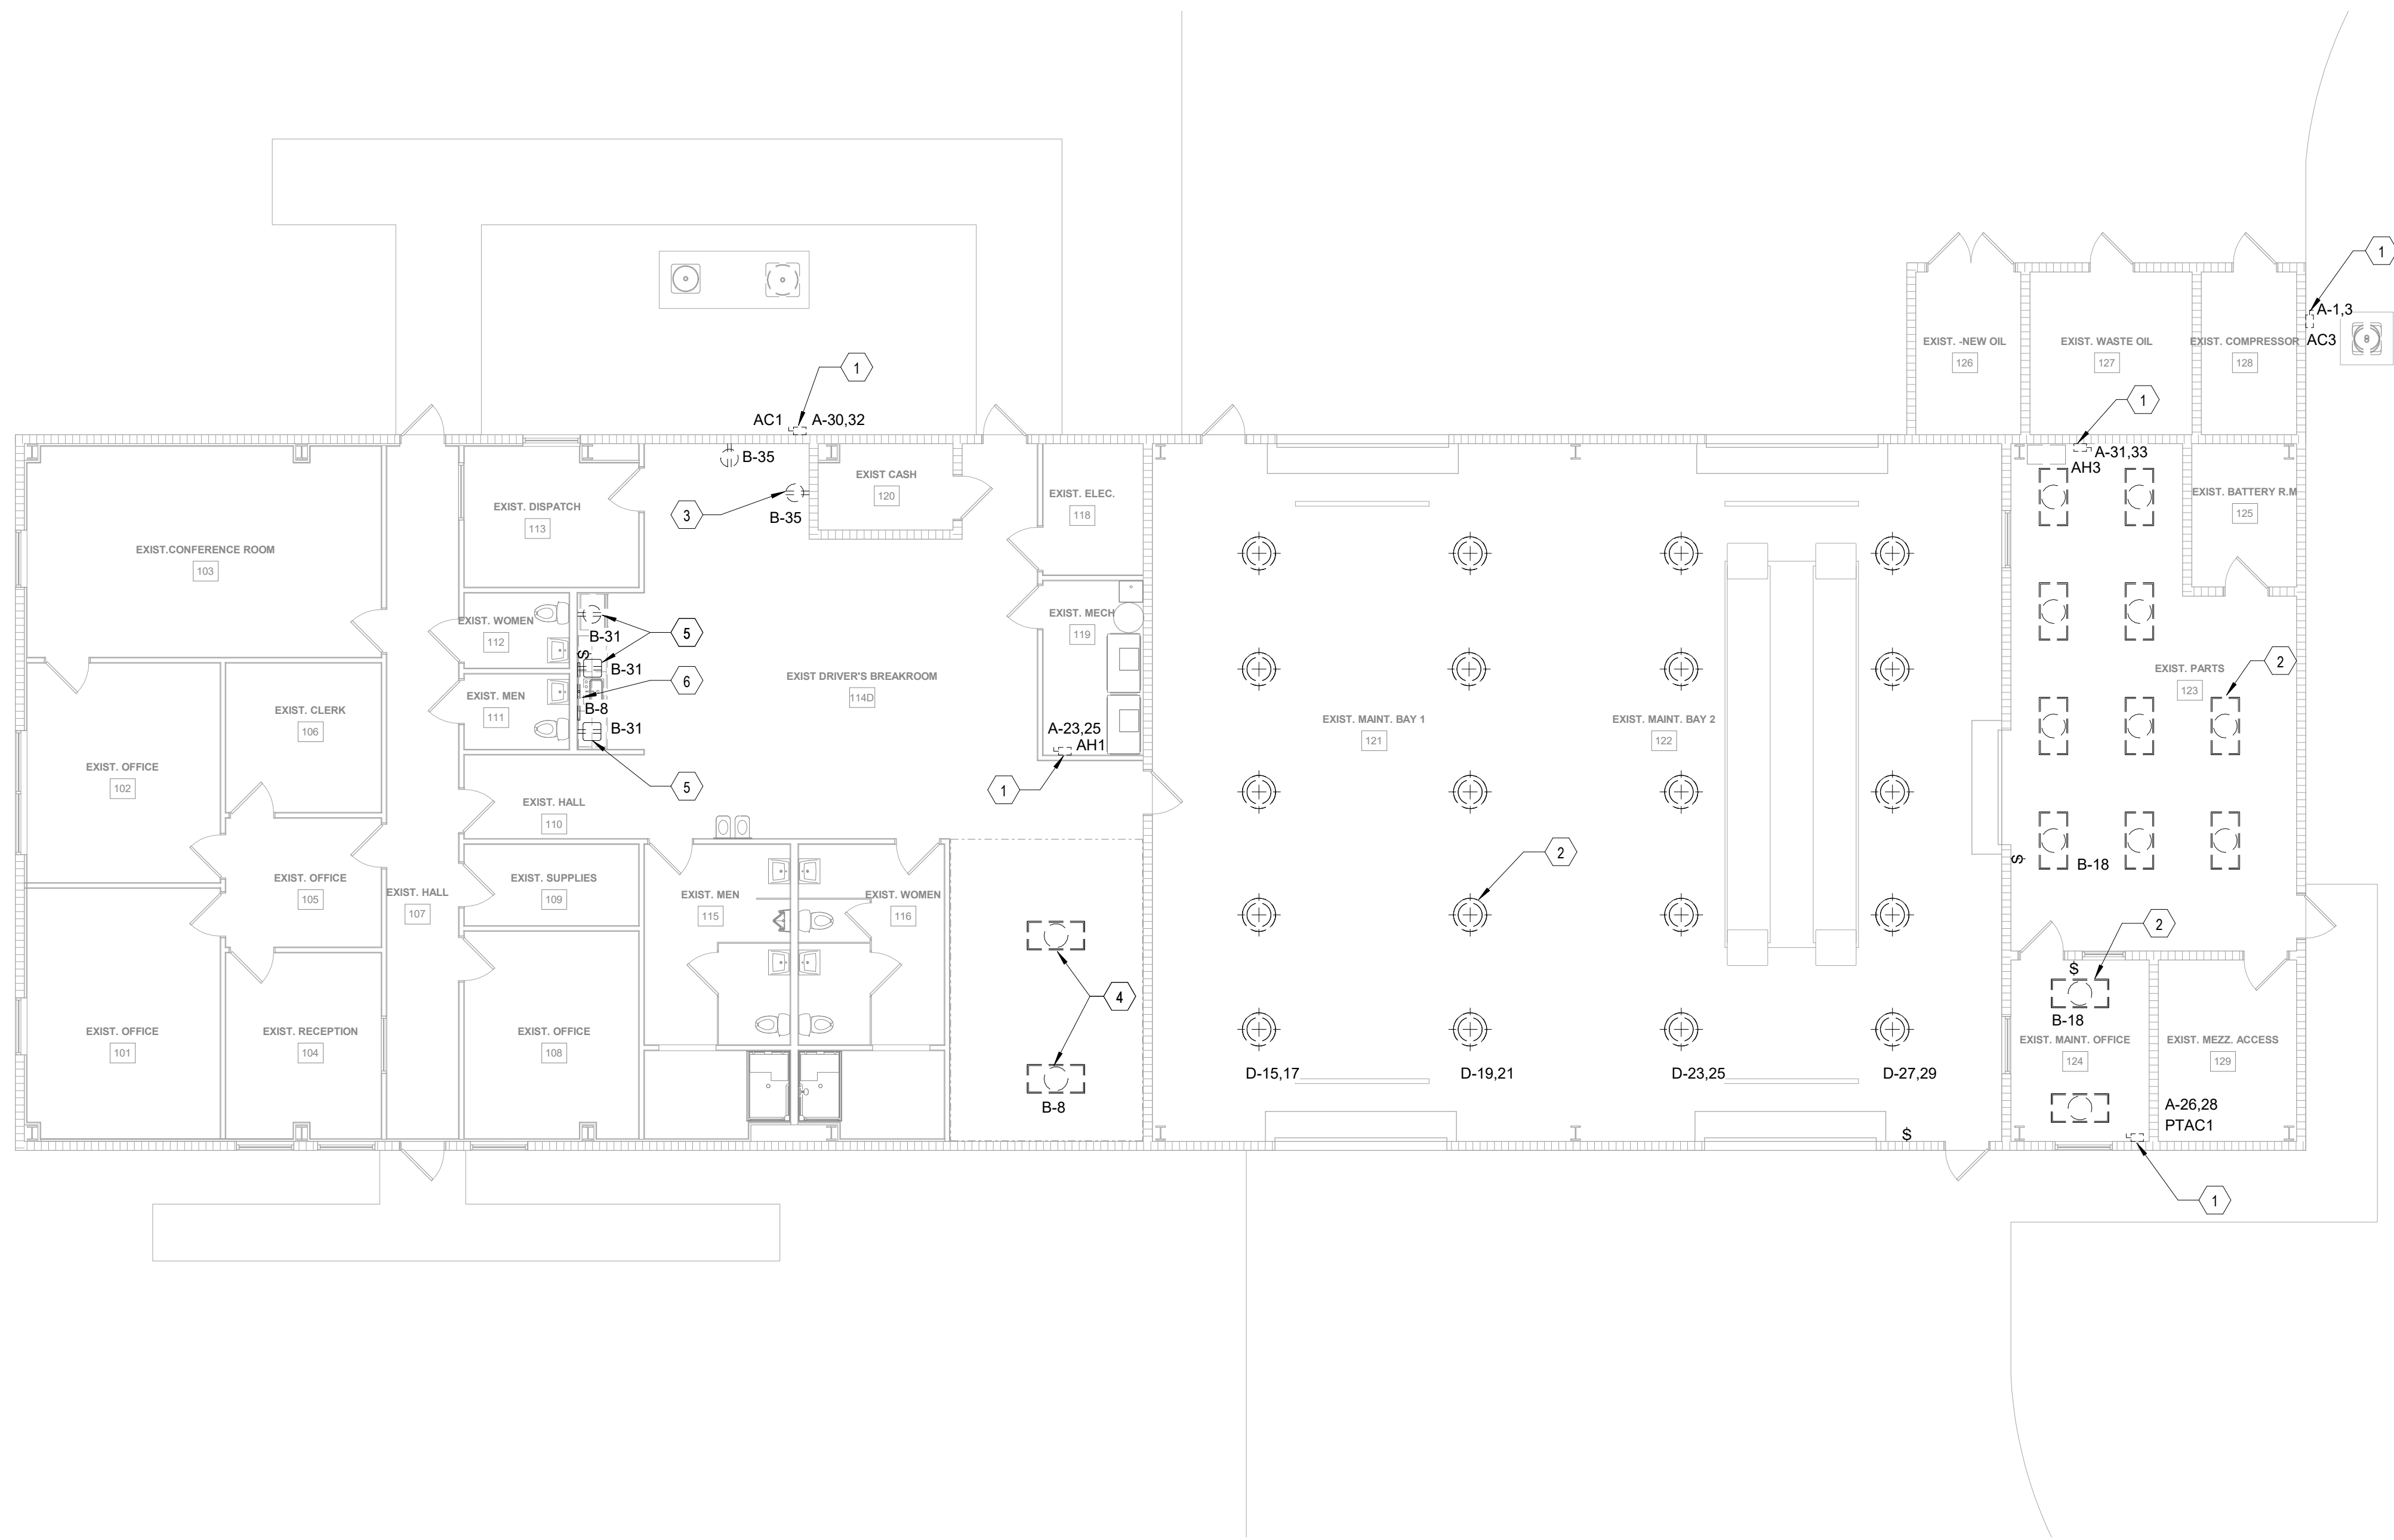 1
A-1,3
AC3
EXIST. -NEW OIL
126
EXIST. WASTE OIL
127
EXIST. COMPRESSOR
128
1
AC1 A-30,32
1
A-31,33
AH3
B-35
3
B-35
EXIST CASH
120
EXIST. ELEC.
118
EXIST. DISPATCH
113
EXIST.CONFERENCE ROOM
103
EXIST. BATTERY R.M
125
EXIST. WOMEN
112
B-31
5
$
B-31
6
B-8
B-31
5
EXIST. MECH
119
EXIST DRIVER'S BREAKROOM
114D
A-23,25
AH1
1
EXIST. MEN
111
EXIST. CLERK
106
EXIST. OFFICE
102
EXIST. HALL
110
EXIST. MAINT. BAY 1
121
EXIST. MAINT. BAY 2
122
EXIST. PARTS
123
2
$
B-18
2
EXIST. OFFICE
105
EXIST. HALL
107
EXIST. SUPPLIES
109
EXIST. MEN
115
EXIST. WOMEN
116
2
$
B-18
4
B-8
EXIST. OFFICE
101
EXIST. RECEPTION
104
EXIST. OFFICE
108
D-15,17
D-19,21
D-23,25
D-27,29
EXIST. MAINT. OFFICE
124
EXIST. MEZZ. ACCESS
129
A-26,28
PTAC1
$
1